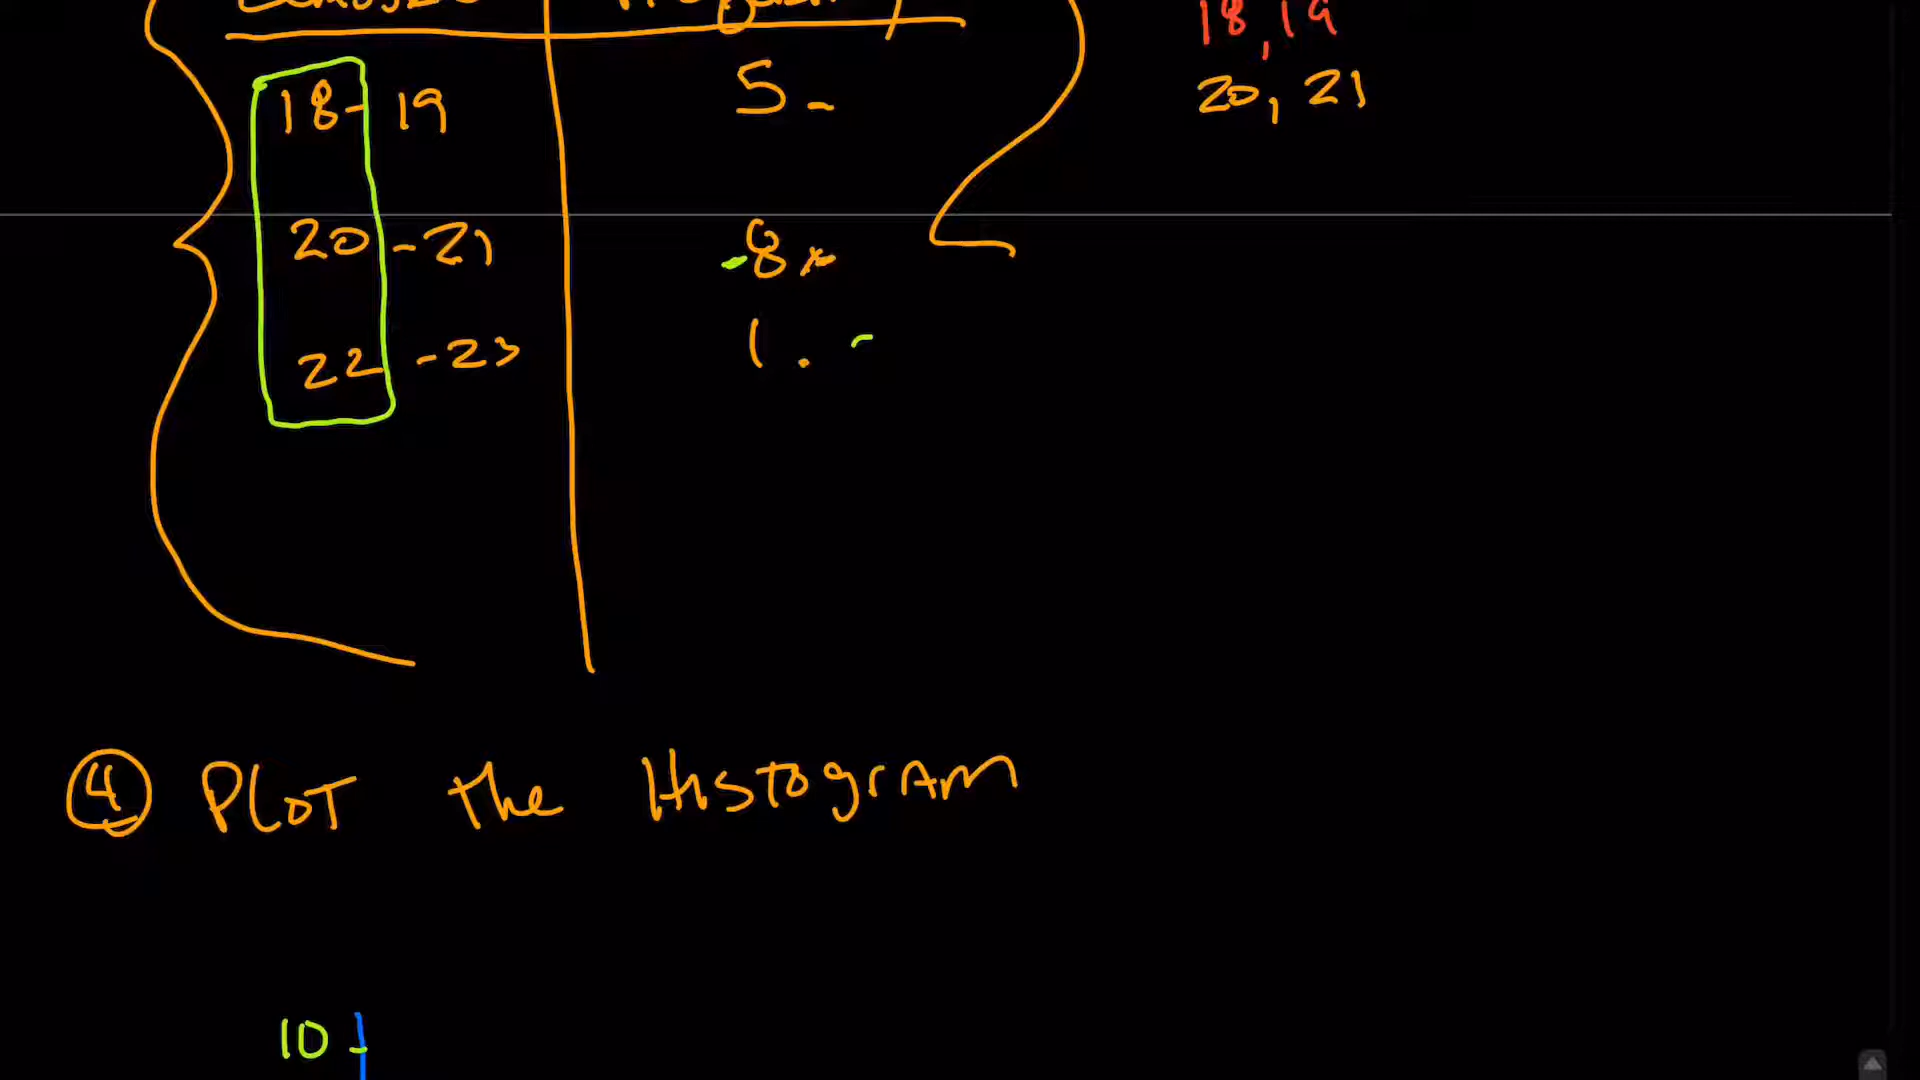 18, 19
18 - 19 5 - 20, 21
20 - 21 - 8
22 - 23 1 .
4 PLOT the HISTOGRAM
10